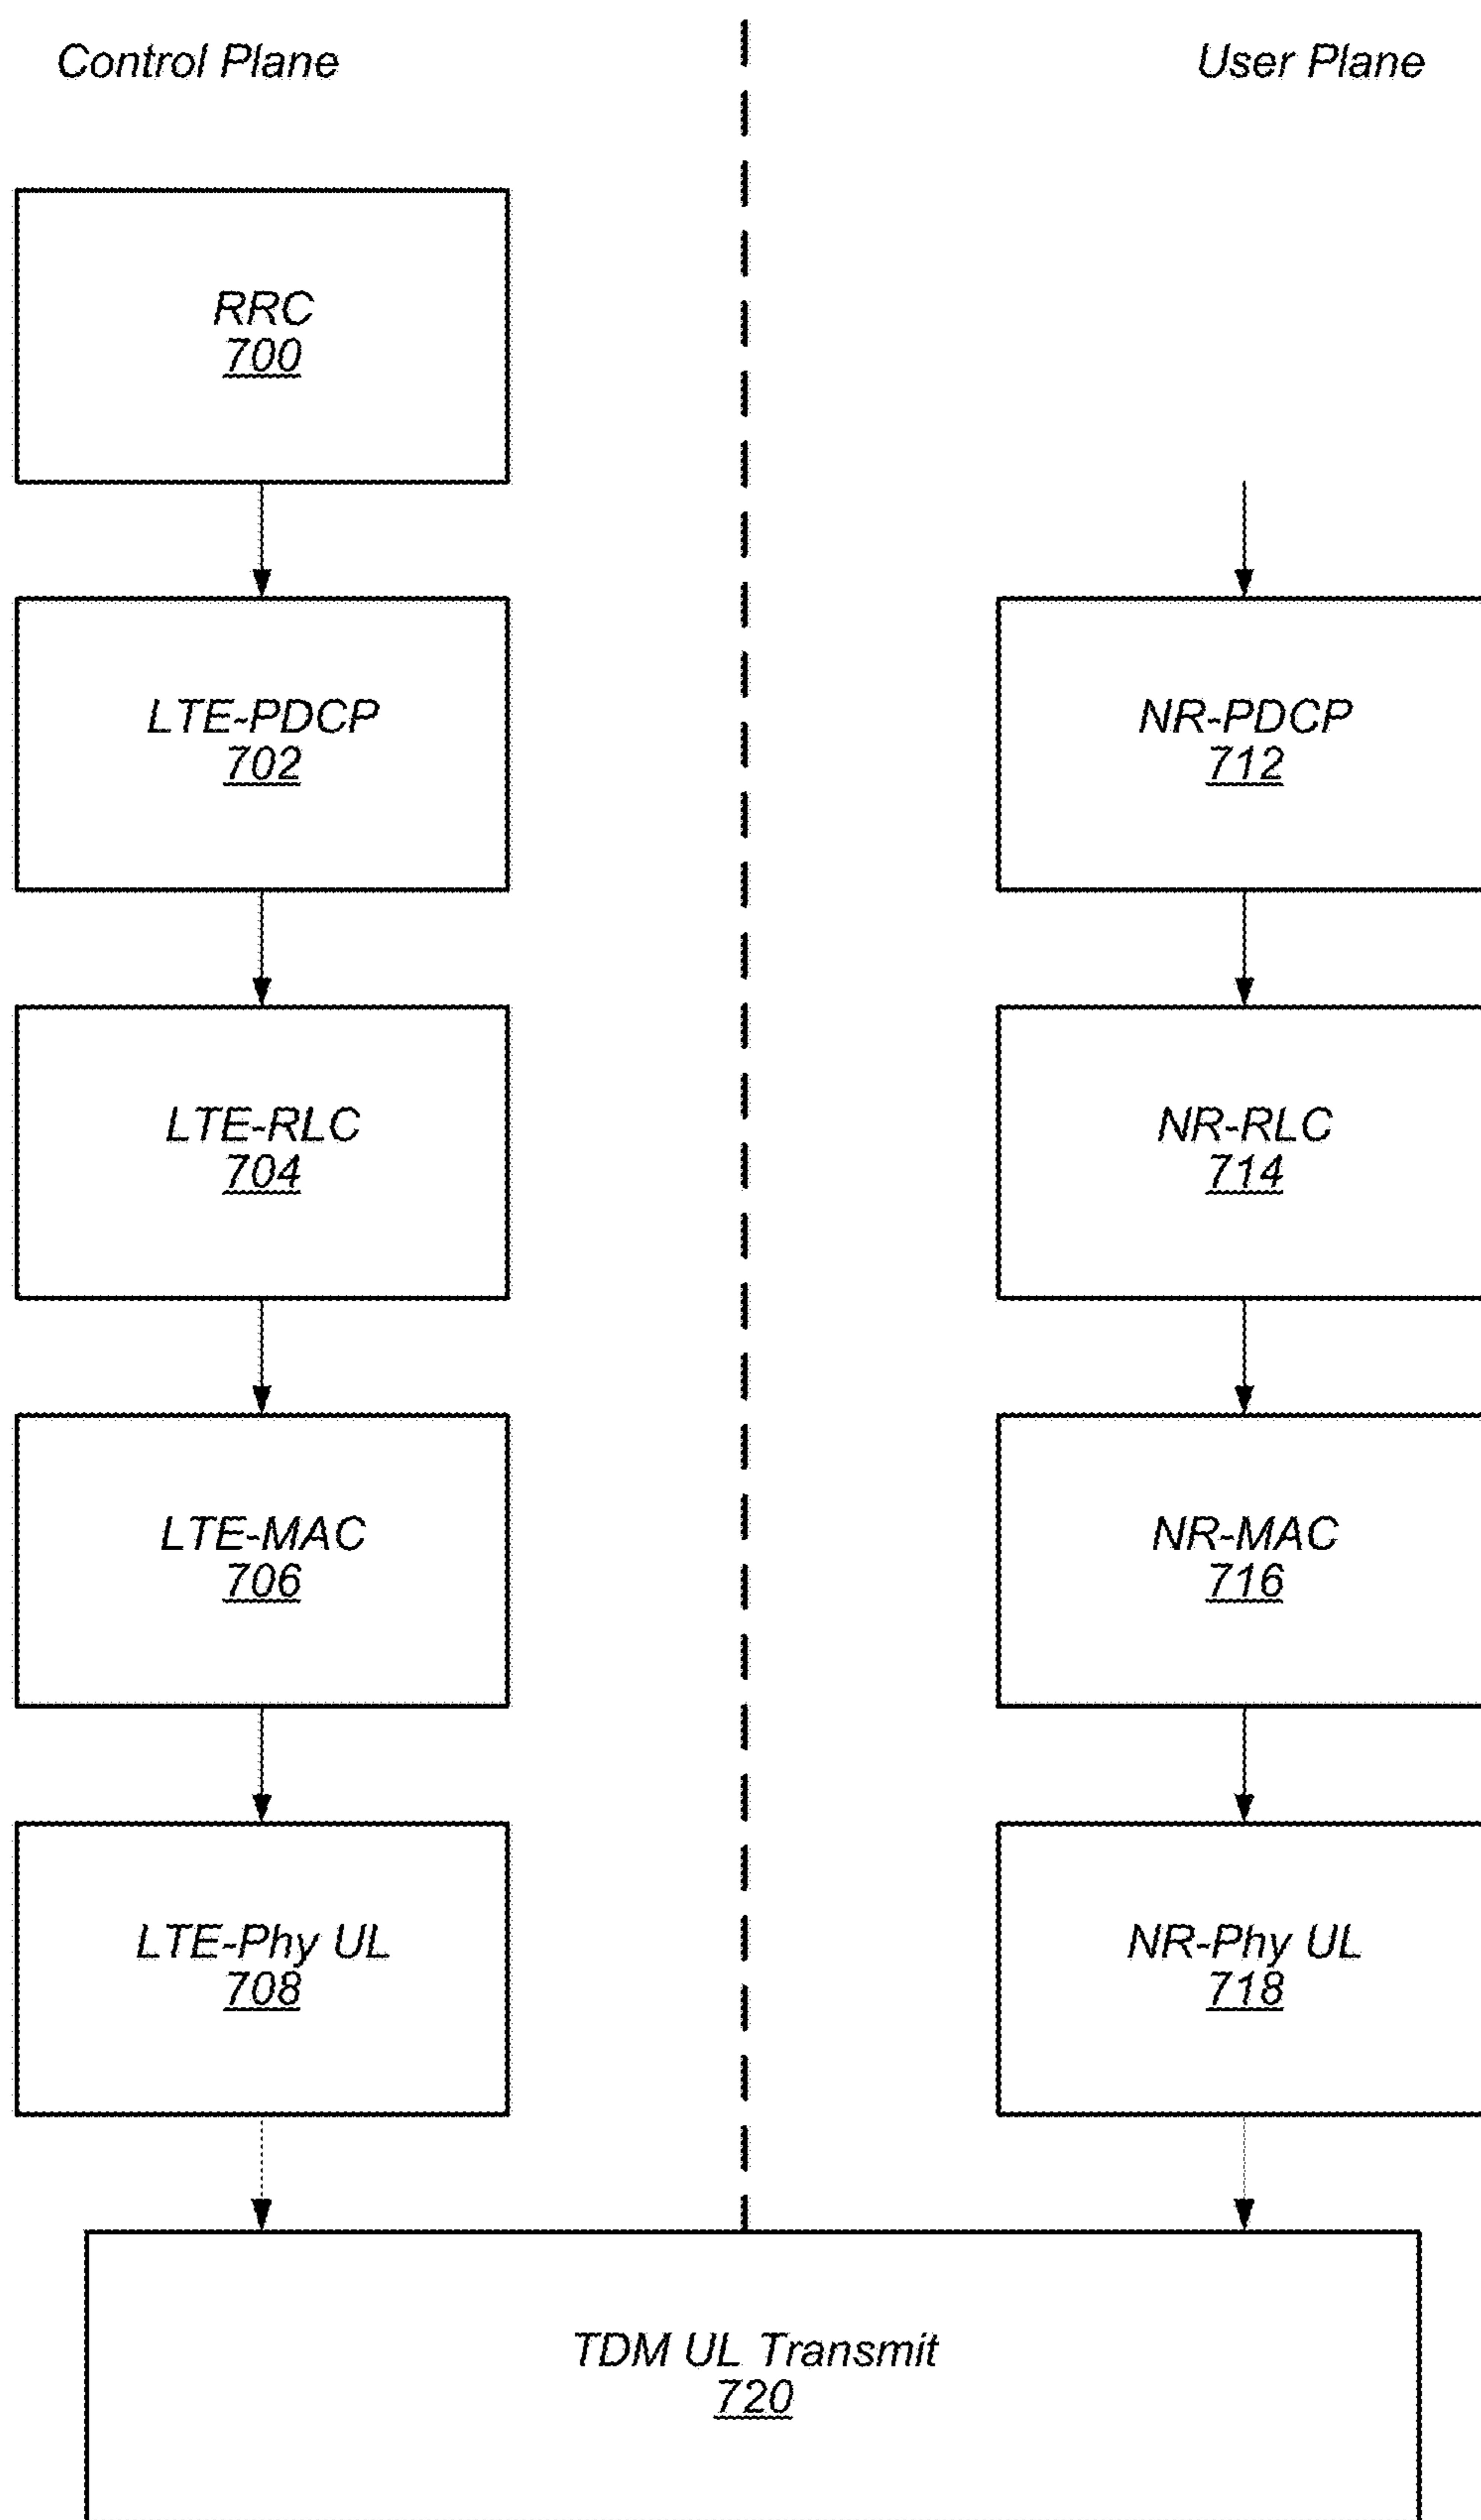 Control Plane
User Plane
RRC
700
LTE-PDCP
702
NR-PDCP
712
LTE-RLC
704
NR-RLC
714
LTE-MAC
706
NR-MAC
716
LTE-Phy UL
708
NR-Phy UL
718
TDM UL Transmit
720